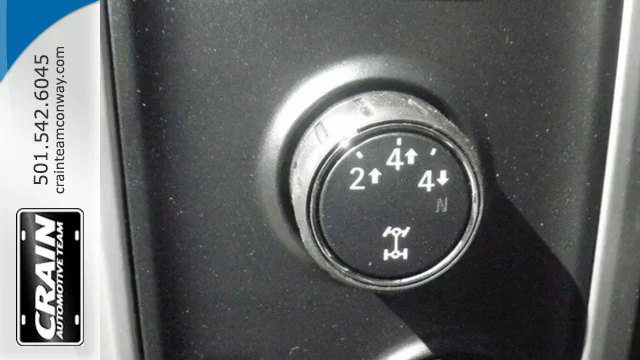 501.542.6045
crainteamconway.com
CRAIN
AUTOMOTIVE TEAM
2↑
4↑
4↓
N